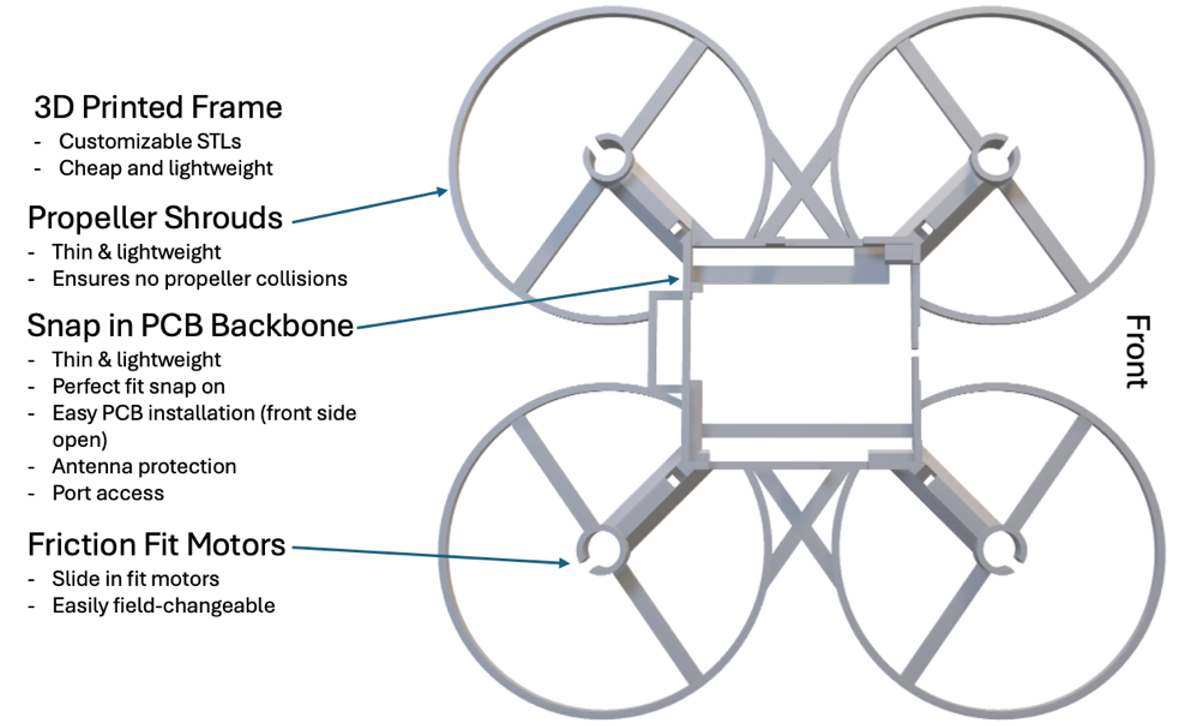 3D Printed Frame
- Customizable STLs
- Cheap and lightweight
Propeller Shrouds
- Thin & lightweight
- Ensures no propeller collisions
Snap in PCB Backbone
- Thin & lightweight
- Perfect fit snap on
- Easy PCB installation (front side
open)
- Antenna protection
- Port access
Friction Fit Motors
- Slide in fit motors
- Easily field-changeable
Front